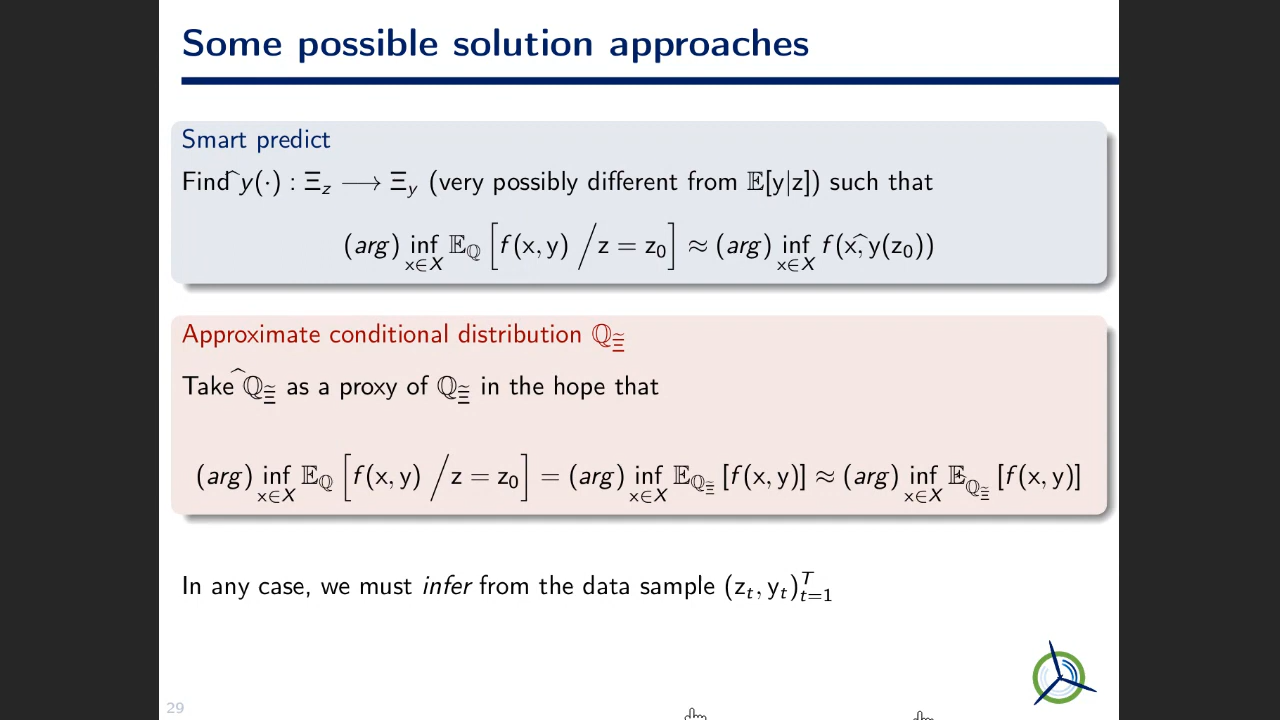 Some possible solution approaches
Smart predict
Find ŷ(·) : Ξ_z ⟶ Ξ_y (very possibly different from 𝔼[y|z]) such that
(arg) inf_{x∈X} 𝔼_ℚ [f(x, y) / z = z₀] ≈ (arg) inf_{x∈X} f(x, ŷ(z₀))
Approximate conditional distribution ℚ_Ξ̃
Take ℚ̂_Ξ̃ as a proxy of ℚ_Ξ̃ in the hope that
(arg) inf_{x∈X} 𝔼_ℚ [f(x, y) / z = z₀] = (arg) inf_{x∈X} 𝔼_{ℚ_Ξ̃} [f(x, y)] ≈ (arg) inf_{x∈X} 𝔼_{ℚ̂_Ξ̃} [f(x, y)]
In any case, we must infer from the data sample (z_t, y_t)_{t=1}^T
29